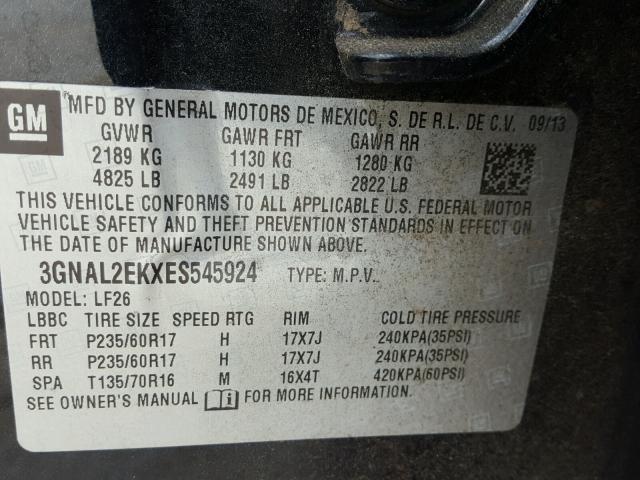 GM
MFD BY GENERAL MOTORS DE MEXICO, S. DE R.L. DE C.V. 09/13
GVWR GAWR FRT GAWR RR
2189 KG 1130 KG 1280 KG
4825 LB 2491 LB 2822 LB
THIS VEHICLE CONFORMS TO ALL APPLICABLE U.S. FEDERAL MOTOR
VEHICLE SAFETY AND THEFT PREVENTION STANDARDS IN EFFECT ON
THE DATE OF MANUFACTURE SHOWN ABOVE.
3GNAL2EKXES545924 TYPE: M.P.V.
MODEL: LF26
LBBC TIRE SIZE SPEED RTG RIM COLD TIRE PRESSURE
FRT P235/60R17 H 17X7J 240KPA(35PSI)
RR P235/60R17 H 17X7J 240KPA(35PSI)
SPA T135/70R16 M 16X4T 420KPA(60PSI)
SEE OWNER'S MANUAL i FOR MORE INFORMATION.